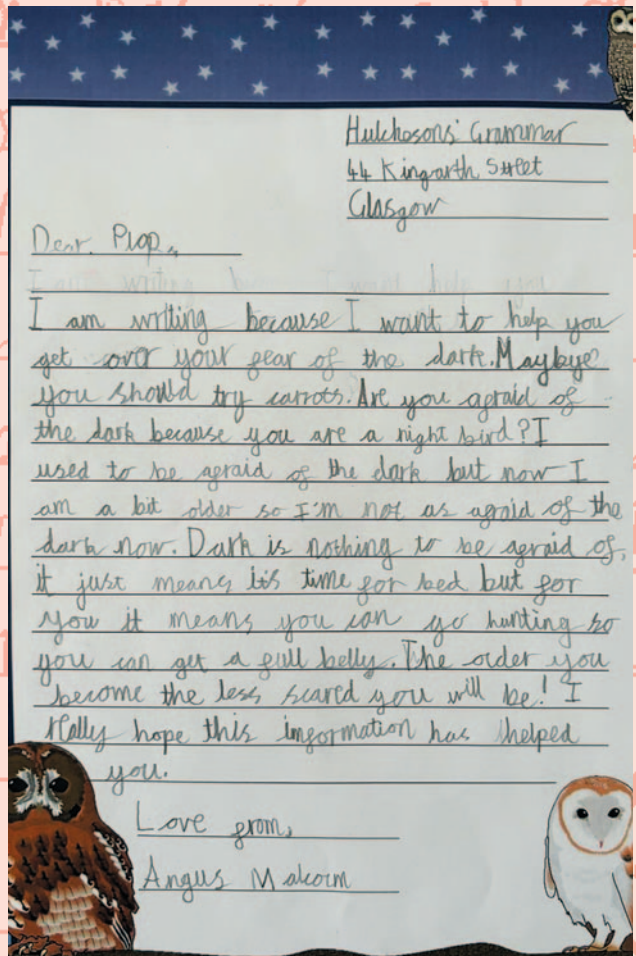 Hutchesons' Grammar
44 Kingarth Street
Glasgow
Dear. Plop,
I am writing because I want to help you
get over your fear of the dark. Maybye
you should try carrots. Are you afraid of
the dark because you are a night bird? I
used to be afraid of the dark but now I
am a bit older so I'm not as afraid of the
dark now. Dark is nothing to be afraid of,
it just means its time for bed but for
you it means you can go hunting so
you can get a full belly. The older you
become the less scared you will be! I
really hope this information has helped
you.
Love from,
Angus Malcolm